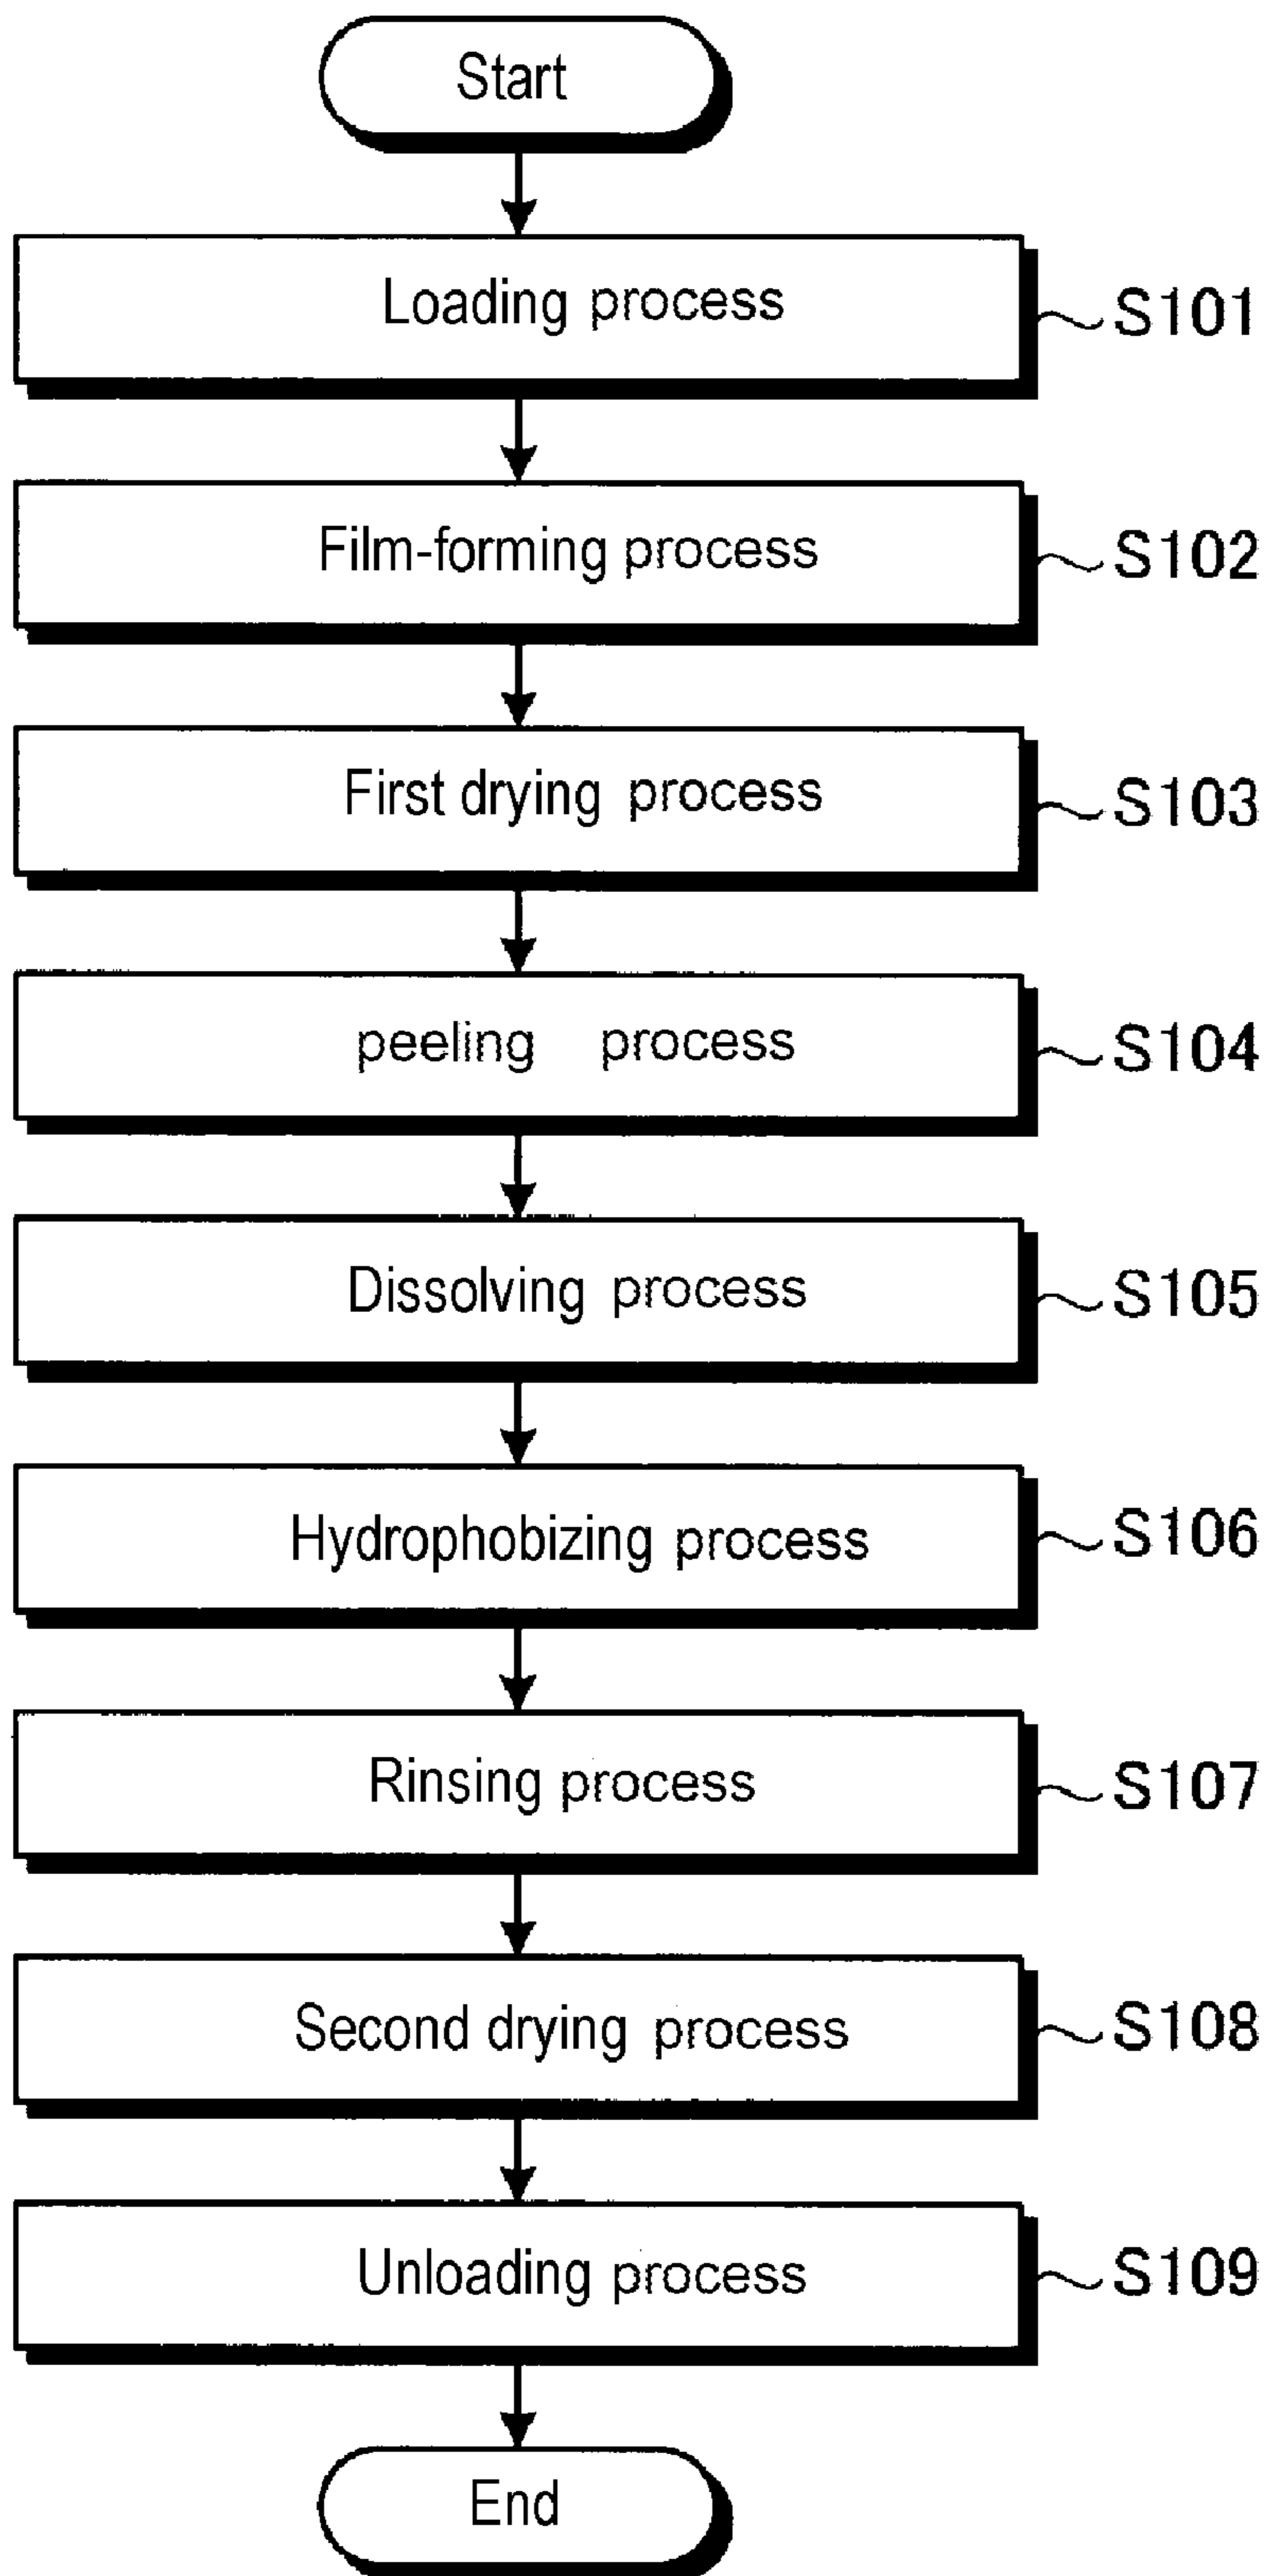 Start
Loading process
S101
Film-forming process
S102
First drying process
S103
peeling process
S104
Dissolving process
S105
Hydrophobizing process
S106
Rinsing process
S107
Second drying process
S108
Unloading process
S109
End